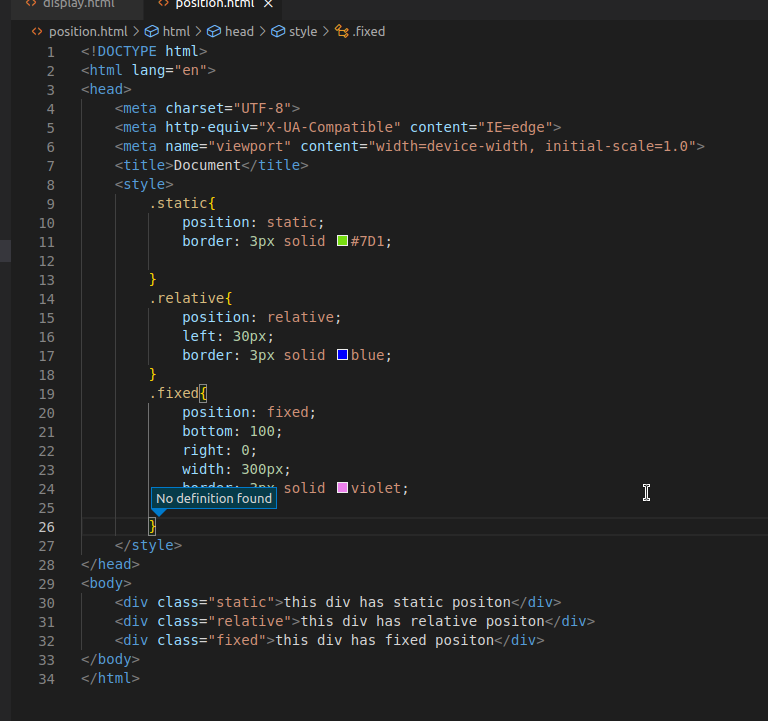 display.html position.html ×
position.html > html > head > style > .fixed
1 <!DOCTYPE html>
2 <html lang="en">
3 <head>
4 <meta charset="UTF-8">
5 <meta http-equiv="X-UA-Compatible" content="IE=edge">
6 <meta name="viewport" content="width=device-width, initial-scale=1.0">
7 <title>Document</title>
8 <style>
9 .static{
10 position: static;
11 border: 3px solid #7D1;
12
13 }
14 .relative{
15 position: relative;
16 left: 30px;
17 border: 3px solid blue;
18 }
19 .fixed{
20 position: fixed;
21 bottom: 100;
22 right: 0;
23 width: 300px;
24 border: 3px solid violet;
No definition found
25
26 }
27 </style>
28 </head>
29 <body>
30 <div class="static">this div has static positon</div>
31 <div class="relative">this div has relative positon</div>
32 <div class="fixed">this div has fixed positon</div>
33 </body>
34 </html>